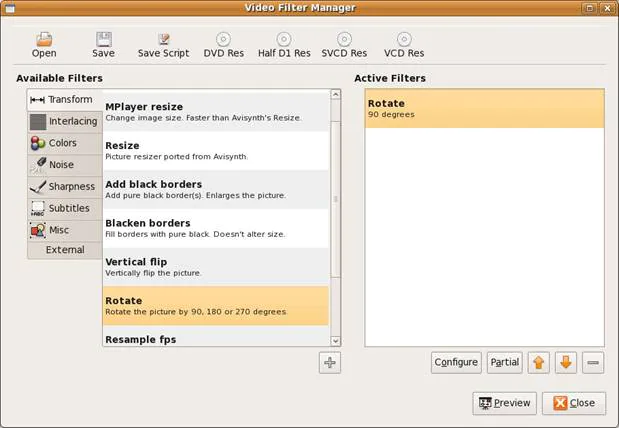 Video Filter Manager
Open Save Save Script DVD Res Half D1 Res SVCD Res VCD Res
Available Filters
Transform
Interlacing
Colors
Noise
Sharpness
Subtitles
Misc
External
MPlayer resize
Change image size. Faster than Avisynth's Resize.
Resize
Picture resizer ported from Avisynth.
Add black borders
Add pure black border(s). Enlarges the picture.
Blacken borders
Fill borders with pure black. Doesn't alter size.
Vertical flip
Vertically flip the picture.
Rotate
Rotate the picture by 90, 180 or 270 degrees.
Resample fps
Active Filters
Rotate
90 degrees
Configure Partial
Preview Close